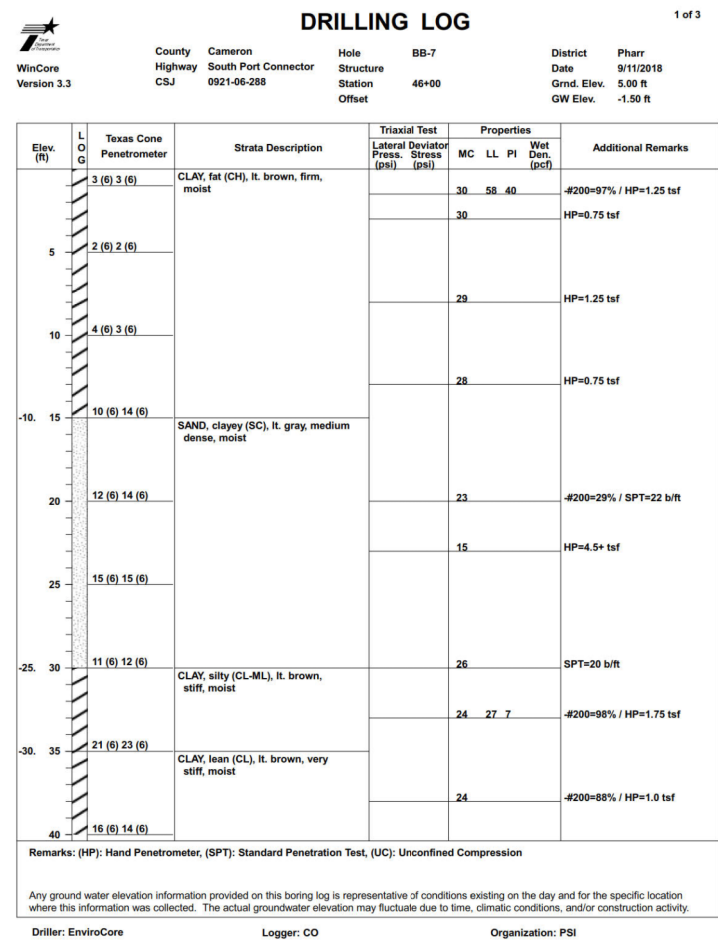 DRILLING LOG
1 of 3
Texas
Department
of Transportation
WinCore
Version 3.3
County Cameron
Highway South Port Connector
CSJ 0921-06-288
Hole BB-7
Structure
Station 46+00
Offset
District Pharr
Date 9/11/2018
Grnd. Elev. 5.00 ft
GW Elev. -1.50 ft
Elev. (ft) LOG Texas Cone Penetrometer Strata Description Triaxial Test Lateral Press. (psi) Deviator Stress (psi) Properties MC LL PI Wet Den. (pcf) Additional Remarks
3 (6) 3 (6) CLAY, fat (CH), lt. brown, firm,
moist
30 58 40 -#200=97% / HP=1.25 tsf
30 HP=0.75 tsf
5 2 (6) 2 (6)
29 HP=1.25 tsf
10 4 (6) 3 (6)
28 HP=0.75 tsf
-10. 15 10 (6) 14 (6)
SAND, clayey (SC), lt. gray, medium
dense, moist
20 12 (6) 14 (6) 23 -#200=29% / SPT=22 b/ft
15 HP=4.5+ tsf
25 15 (6) 15 (6)
-25. 30 11 (6) 12 (6) 26 SPT=20 b/ft
CLAY, silty (CL-ML), lt. brown,
stiff, moist
24 27 7 -#200=98% / HP=1.75 tsf
-30. 35 21 (6) 23 (6)
CLAY, lean (CL), lt. brown, very
stiff, moist
24 -#200=88% / HP=1.0 tsf
40 16 (6) 14 (6)
Remarks: (HP): Hand Penetrometer, (SPT): Standard Penetration Test, (UC): Unconfined Compression
Any ground water elevation information provided on this boring log is representative of conditions existing on the day and for the specific location
where this information was collected. The actual groundwater elevation may fluctuate due to time, climatic conditions, and/or construction activity.
Driller: EnviroCore Logger: CO Organization: PSI